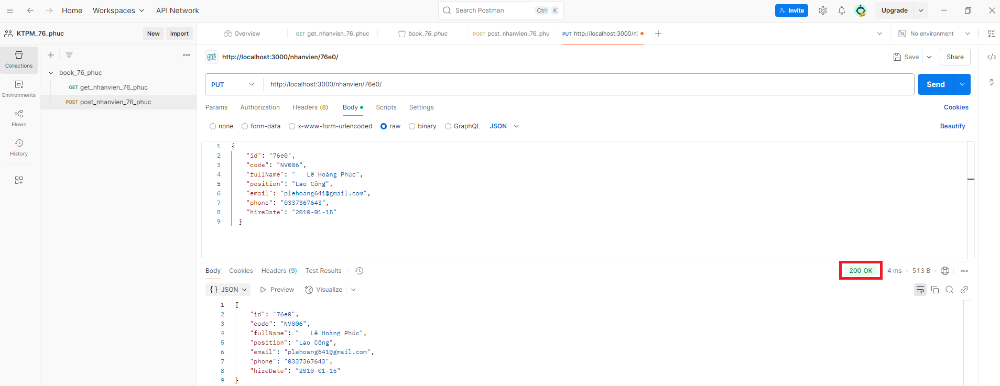 Home Workspaces API Network Search Postman Ctrl K Invite Upgrade
KTPM_76_phuc New Import Overview GET get_nhanvien_76_phuc book_76_phuc POST post_nhanvien_76_phu PUT http://localhost:3000/nl No environment
Collections
Environments
Flows
History
book_76_phuc
GET get_nhanvien_76_phuc
POST post_nhanvien_76_phuc
HTTP http://localhost:3000/nhanvien/76e0/ Save Share
PUT http://localhost:3000/nhanvien/76e0/ Send
Params Authorization Headers (8) Body Scripts Settings Cookies
none form-data x-www-form-urlencoded raw binary GraphQL JSON Beautify
1 {
2 "id": "76e0",
3 "code": "NV006",
4 "fullName": "   Lê Hoàng Phúc",
5 "position": "Lao Công",
6 "email": "plehoang641@gmail.com",
7 "phone": "0337367643",
8 "hireDate": "2010-01-15"
9 }
Body Cookies Headers (9) Test Results 200 OK 4 ms 513 B
{} JSON Preview Visualize
1 {
2 "id": "76e0",
3 "code": "NV006",
4 "fullName": "   Lê Hoàng Phúc",
5 "position": "Lao Công",
6 "email": "plehoang641@gmail.com",
7 "phone": "0337367643",
8 "hireDate": "2010-01-15"
9 }